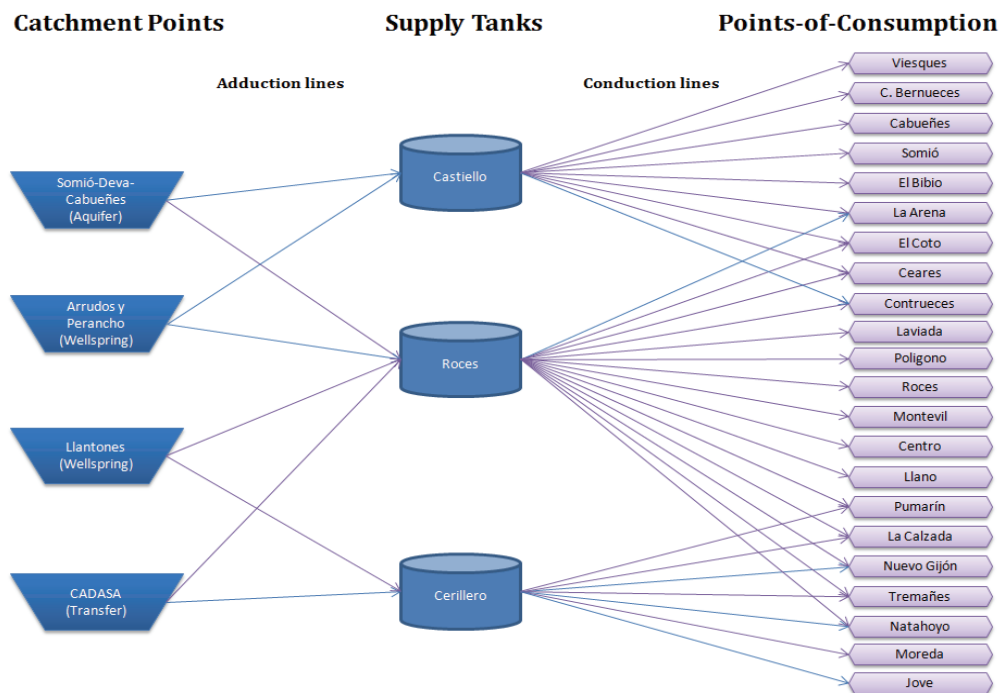 Catchment Points
Supply Tanks
Points-of-Consumption
Adduction lines
Conduction lines
Somió-Deva-
Cabueñes
(Aquifer)
Arrudos y
Perancho
(Wellspring)
Llantones
(Wellspring)
CADASA
(Transfer)
Castiello
Roces
Cerillero
Viesques
C. Bernueces
Cabueñes
Somió
El Bibio
La Arena
El Coto
Ceares
Contrueces
Laviada
Poligono
Roces
Montevil
Centro
Llano
Pumarín
La Calzada
Nuevo Gijón
Tremañes
Natahoyo
Moreda
Jove